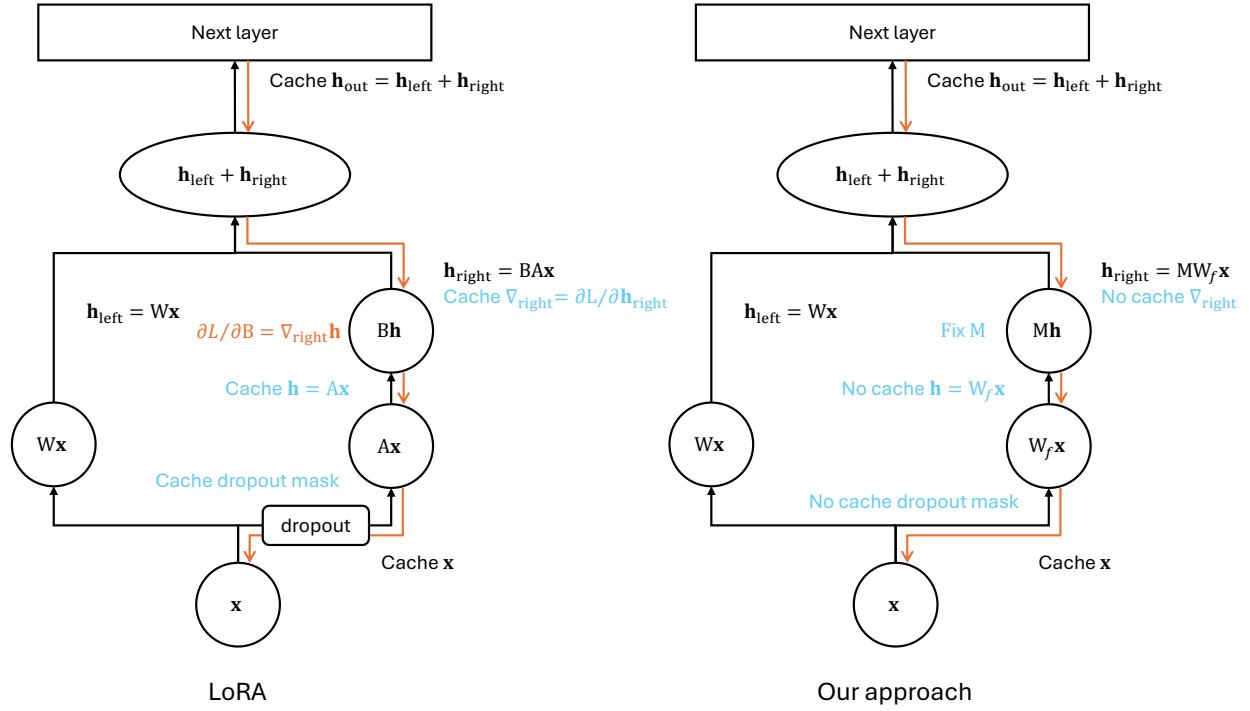 Next layer
Cache h_out = h_left + h_right
h_left + h_right
h_right = BAx
Cache ∇_right= ∂L/∂h_right
h_left = Wx
∂L/∂B = ∇_right h
Bh
Cache h = Ax
Wx
Ax
Cache dropout mask
dropout
Cache x
x
LoRA
Next layer
Cache h_out = h_left + h_right
h_left + h_right
h_right = MW_f x
No cache ∇_right
h_left = Wx
Fix M
Mh
No cache h = W_f x
Wx
W_f x
No cache dropout mask
Cache x
x
Our approach